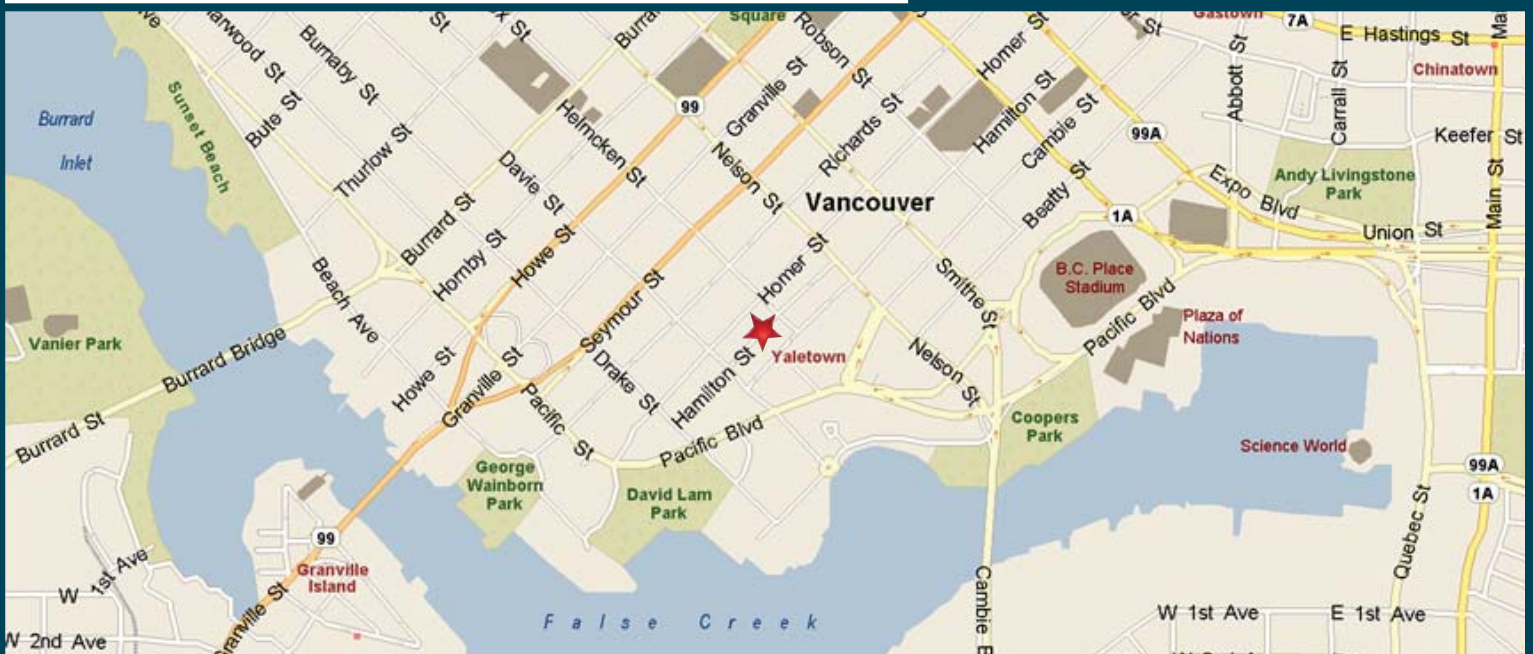 Square
Gastown
7A
E Hastings St
Chinatown
Burnaby St
Robson St
Homer St
Abbott St
Carrall St
Sunset Beach
Burrard
Inlet
Bute St
99
Granville St
Hamilton St
Cambie St
99A
Keefer St
Thurlow St
Helmcken St
Nelson St
Richards St
Main St
Andy Livingstone
Park
Expo Blvd
Davie St
Vancouver
Beatty St
1A
Union St
Burrard St
Hornby St
Howe St
Homer St
Smithe St
B.C. Place
Stadium
Beach Ave
Seymour St
Pacific Blvd
Plaza of
Nations
Vanier Park
Burrard Bridge
Howe St
Granville St
Drake St
Hamilton St
Yaletown
Nelson St
Pacific St
Pacific Blvd
Coopers
Park
Burrard St
George
Wainborn
Park
David Lam
Park
Science World
99A
1A
99
Granville
Island
Quebec St
W 1st Ave
Granville St
False Creek
Cambie
W 1st Ave
E 1st Ave
W 2nd Ave